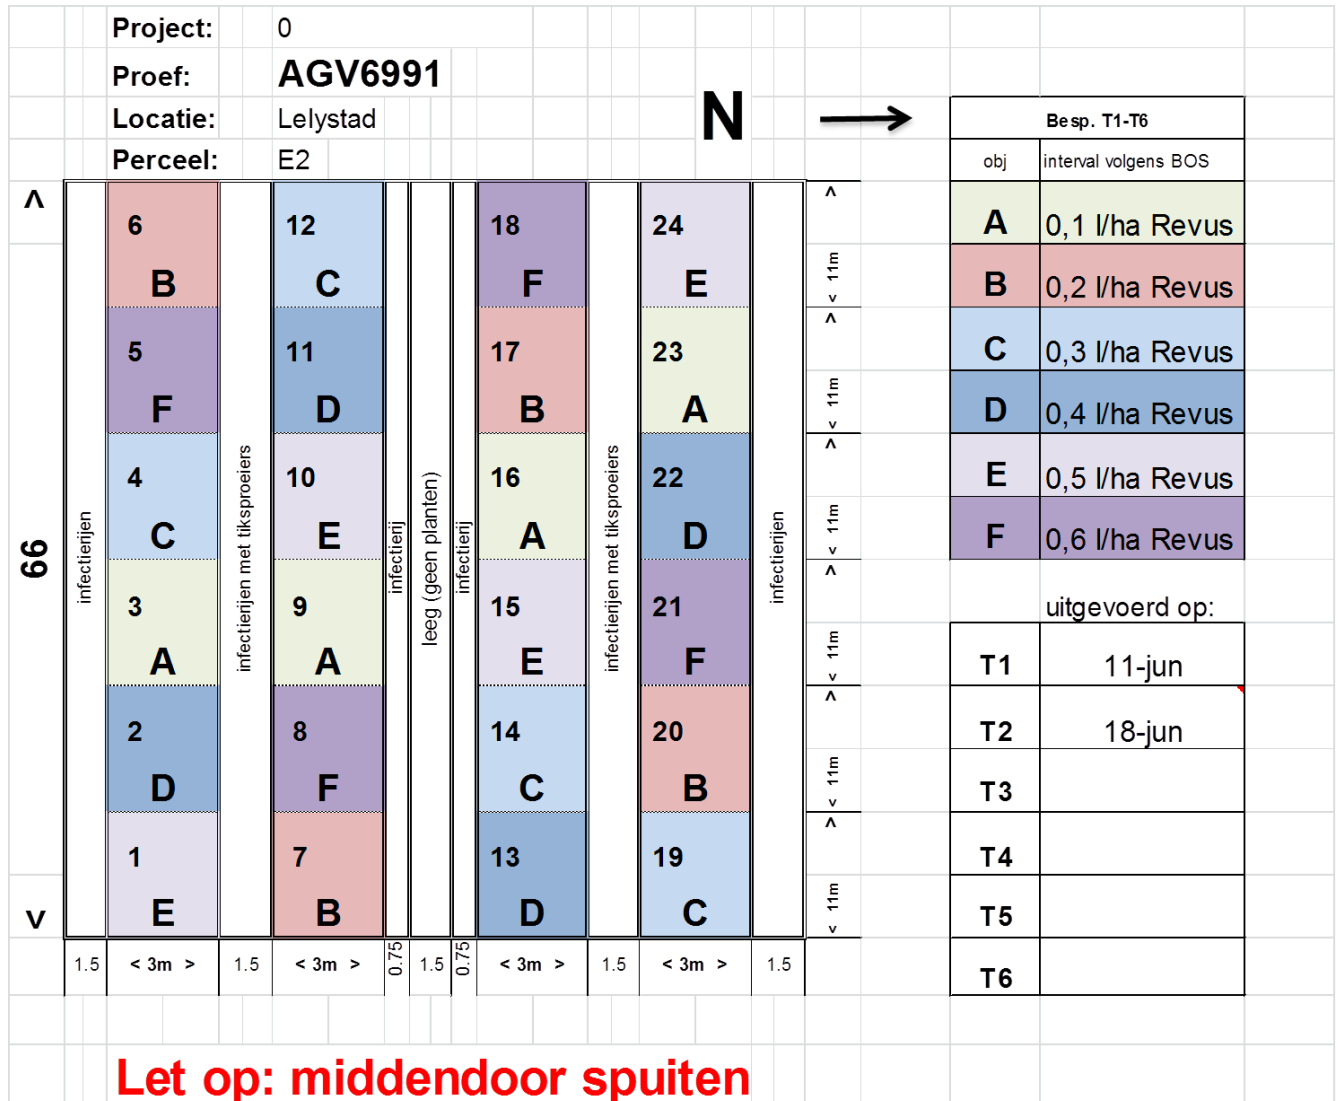 Project: 0
Proef: AGV6991
Locatie: Lelystad
Perceel: E2
N
Besp. T1-T6
obj interval volgens BOS
A 0,1 l/ha Revus
B 0,2 l/ha Revus
C 0,3 l/ha Revus
D 0,4 l/ha Revus
E 0,5 l/ha Revus
F 0,6 l/ha Revus
uitgevoerd op:
T1 11-jun
T2 18-jun
T3
T4
T5
T6
^ 66 v
infectierijen
6 B
5 F
4 C
3 A
2 D
1 E
infectierijen met tiksproeiers
12 C
11 D
10 E
9 A
8 F
7 B
infectierij
leeg (geen planten)
infectierij
18 F
17 B
16 A
15 E
14 C
13 D
infectierijen met tiksproeiers
24 E
23 A
22 D
21 F
20 B
19 C
infectierijen
< 11m >
< 11m >
< 11m >
< 11m >
< 11m >
< 11m >
1.5 < 3m > 1.5 < 3m > 0.75 1.5 0.75 < 3m > 1.5 < 3m > 1.5
Let op: middendoor spuiten